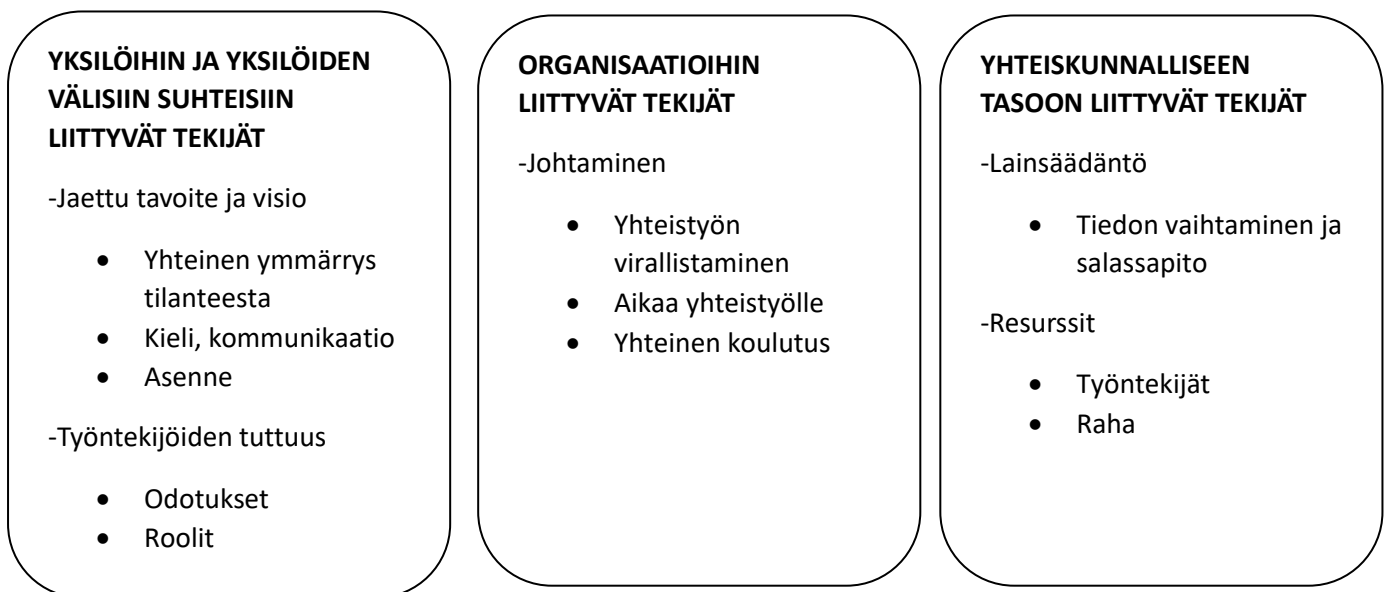 YKSILÖIHIN JA YKSILÖIDEN
VÄLISIIN SUHTEISIIN
LIITTYVÄT TEKIJÄT
-Jaettu tavoite ja visio
• Yhteinen ymmärrys
tilanteesta
• Kieli, kommunikaatio
• Asenne
-Työntekijöiden tuttuus
• Odotukset
• Roolit
ORGANISAATIOIHIN
LIITTYVÄT TEKIJÄT
-Johtaminen
• Yhteistyön
virallistaminen
• Aikaa yhteistyölle
• Yhteinen koulutus
YHTEISKUNNALLISEEN
TASOON LIITTYVÄT TEKIJÄT
-Lainsäädäntö
• Tiedon vaihtaminen ja
salassapito
-Resurssit
• Työntekijät
• Raha